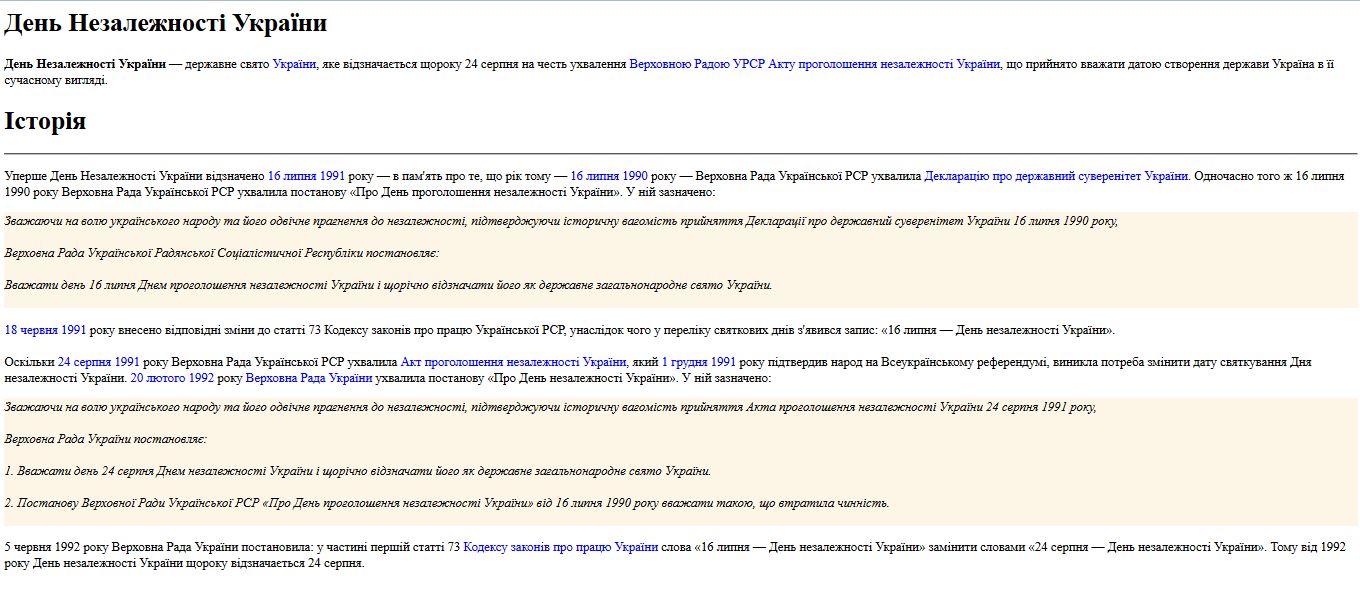 День Незалежності України
День Незалежності України — державне свято України, яке відзначається щороку 24 серпня на честь ухвалення Верховною Радою УРСР Акту проголошення незалежності України, що прийнято вважати датою створення держави Україна в її
сучасному вигляді.
Історія
Уперше День Незалежності України відзначено 16 липня 1991 року — в пам'ять про те, що рік тому — 16 липня 1990 року — Верховна Рада Української РСР ухвалила Декларацію про державний суверенітет України. Одночасно того ж 16 липня
1990 року Верховна Рада Української РСР ухвалила постанову «Про День проголошення незалежності України». У ній зазначено:
Зважаючи на волю українського народу та його одвічне прагнення до незалежності, підтверджуючи історичну вагомість прийняття Декларації про державний суверенітет України 16 липня 1990 року,
Верховна Рада Української Радянської Соціалістичної Республіки постановляє:
Вважати день 16 липня Днем проголошення незалежності України і щорічно відзначати його як державне загальнонародне свято України.
18 червня 1991 року внесено відповідні зміни до статті 73 Кодексу законів про працю Української РСР, унаслідок чого у переліку святкових днів з'явився запис: «16 липня — День незалежності України».
Оскільки 24 серпня 1991 року Верховна Рада Української РСР ухвалила Акт проголошення незалежності України, який 1 грудня 1991 року підтвердив народ на Всеукраїнському референдумі, виникла потреба змінити дату святкування Дня
незалежності України. 20 лютого 1992 року Верховна Рада України ухвалила постанову «Про День незалежності України». У ній зазначено:
Зважаючи на волю українського народу та його одвічне прагнення до незалежності, підтверджуючи історичну вагомість прийняття Акта проголошення незалежності України 24 серпня 1991 року,
Верховна Рада України постановляє:
1. Вважати день 24 серпня Днем незалежності України і щорічно відзначати його як державне загальнонародне свято України.
2. Постанову Верховної Ради Української РСР «Про День проголошення незалежності України» від 16 липня 1990 року вважати такою, що втратила чинність.
5 червня 1992 року Верховна Рада України постановила: у частині першій статті 73 Кодексу законів про працю України слова «16 липня — День незалежності України» замінити словами «24 серпня — День незалежності України». Тому від 1992
року День незалежності України щороку відзначається 24 серпня.